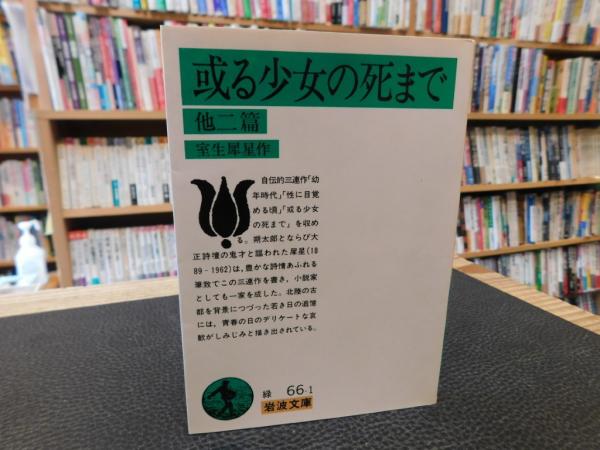 或る少女の死まで
他二篇
室生犀星作
自伝的三連作「幼
年時代」「性に目覚
める頃」「或る少女
の死まで」を収め
る。朔太郎とならび大
正詩壇の鬼才と謳われた犀星(18
89-1962)は,豊かな詩情あふれる
筆致でこの三連作を書き,小説家
としても一家を成した。北陸の古
都を背景につづった若き日の追憶
には,青春の日のデリケートな哀
歓がしみじみと描き出されている。
緑 66-1
岩波文庫